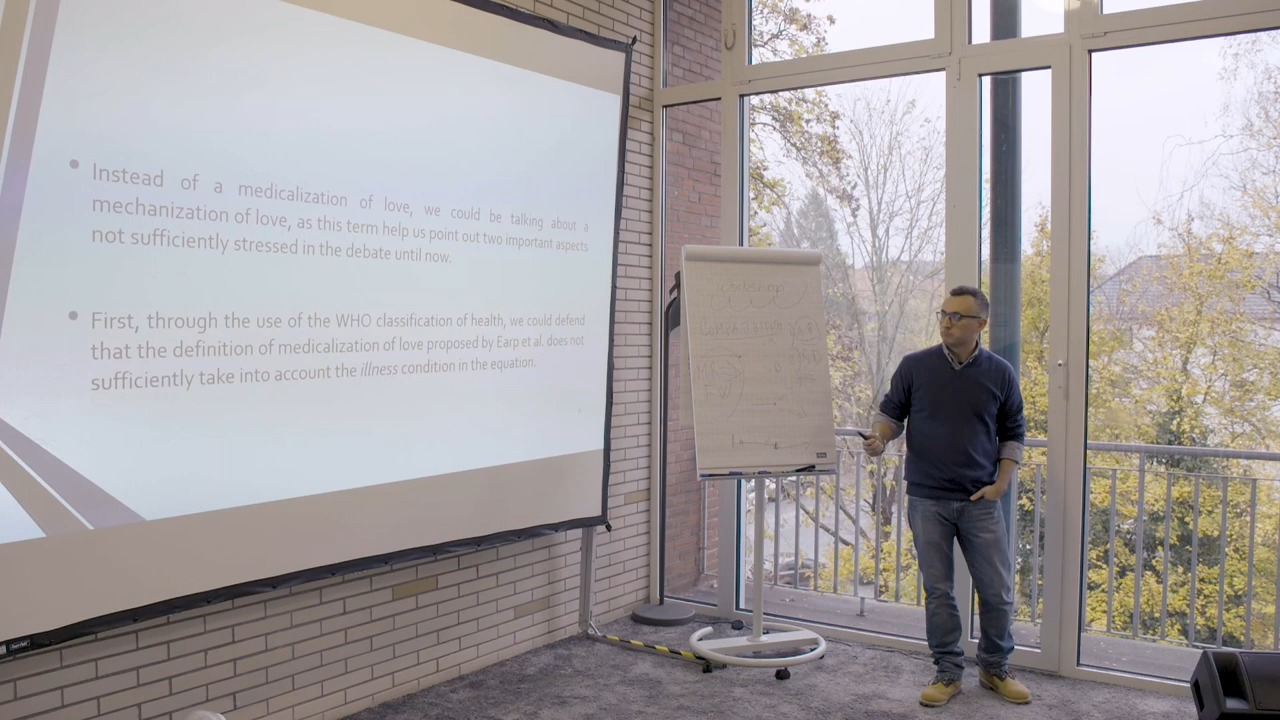 Instead of a medicalization of love, we could be talking about a
mechanization of love, as this term help us point out two important aspects
not sufficiently stressed in the debate until now.
First, through the use of the WHO classification of health, we could defend
that the definition of medicalization of love proposed by Earp et al. does not
sufficiently take into account the illness condition in the equation.
Workshop